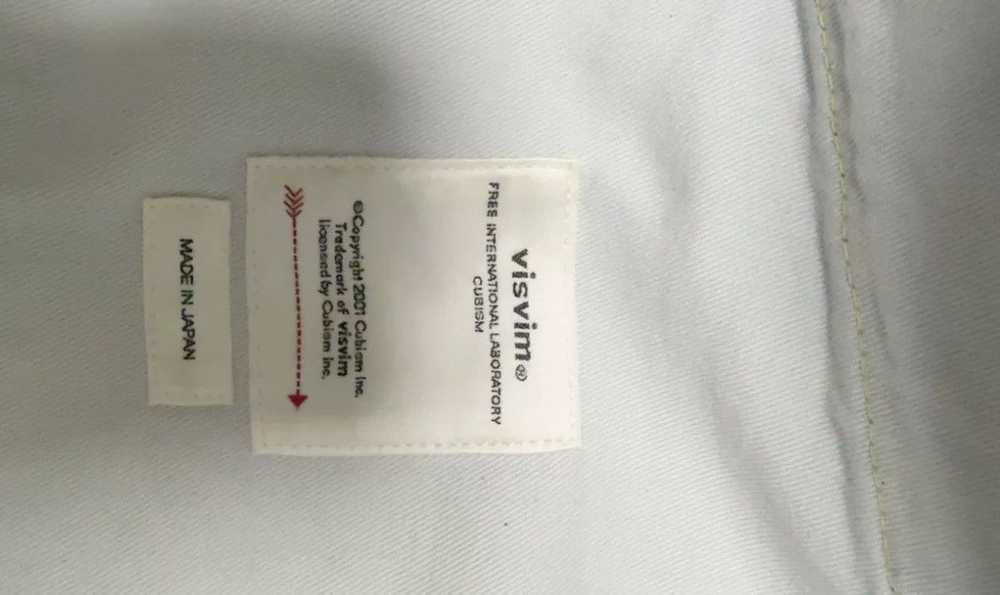 visvim®
FREE INTERNATIONAL LABORATORY
CUBISM
©Copyright 2001 Cubism Inc.
Trademark of visvim
licensed by Cubism Inc.
MADE IN JAPAN